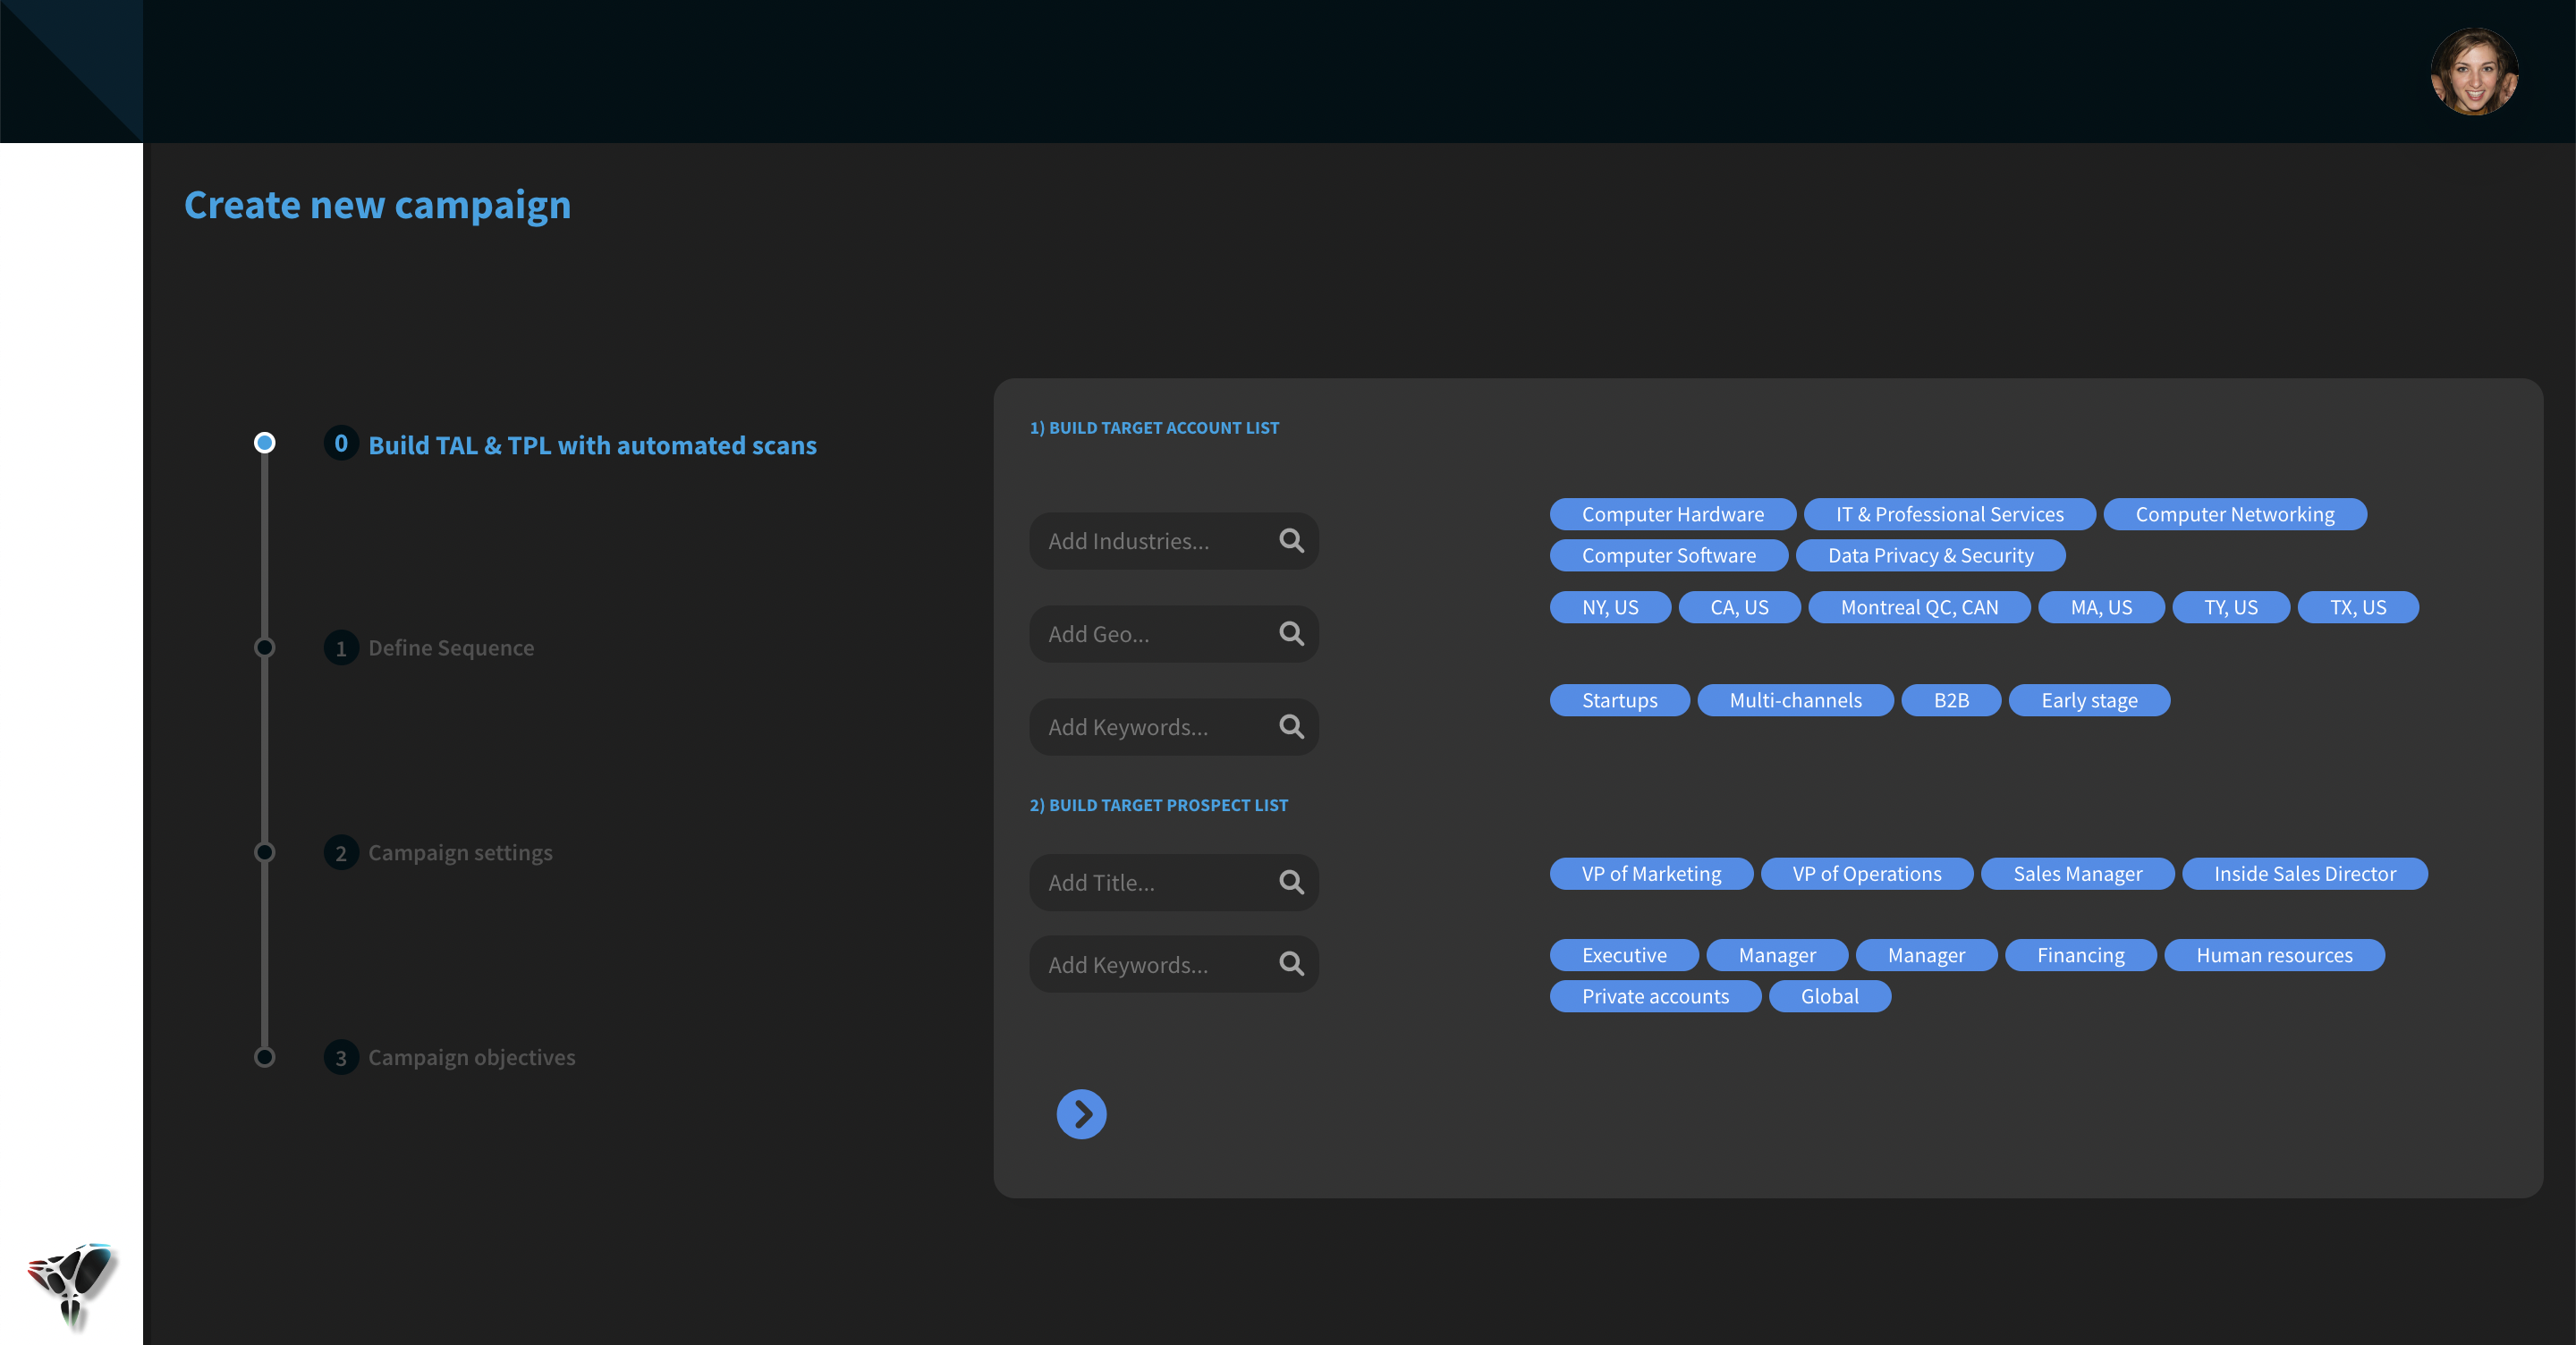 Create new campaign
0 Build TAL & TPL with automated scans
1 Define Sequence
2 Campaign settings
3 Campaign objectives
1) BUILD TARGET ACCOUNT LIST
Add Industries...
Computer Hardware IT & Professional Services Computer Networking
Computer Software Data Privacy & Security
Add Geo...
NY, US CA, US Montreal QC, CAN MA, US TY, US TX, US
Add Keywords...
Startups Multi-channels B2B Early stage
2) BUILD TARGET PROSPECT LIST
Add Title...
VP of Marketing VP of Operations Sales Manager Inside Sales Director
Add Keywords...
Executive Manager Manager Financing Human resources
Private accounts Global